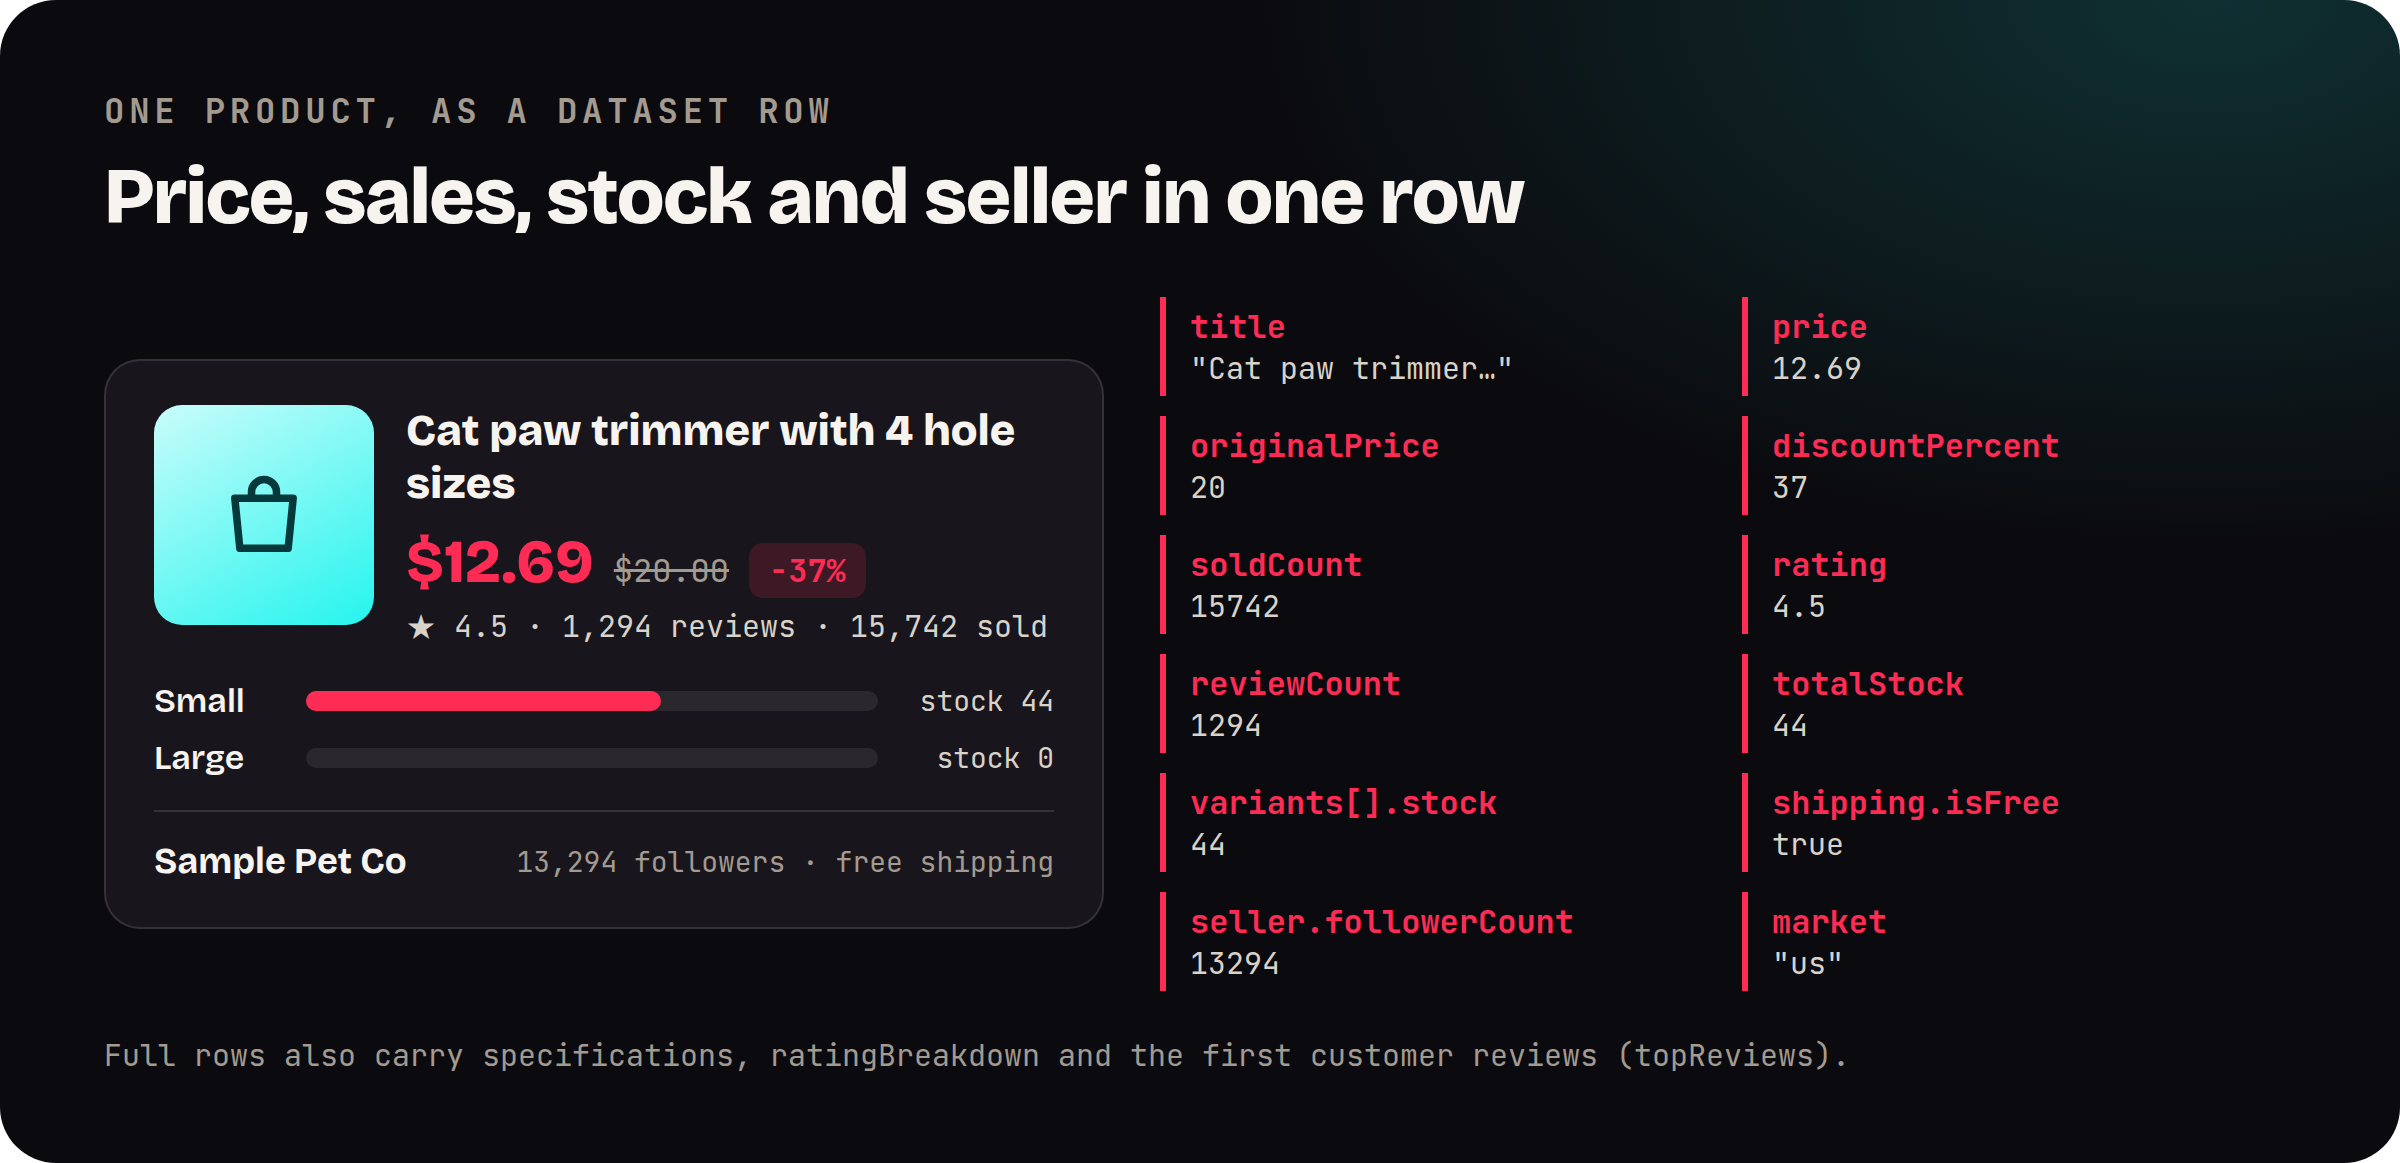 ONE PRODUCT, AS A DATASET ROW
Price, sales, stock and seller in one row
Cat paw trimmer with 4 hole
sizes
$12.69 $20.00 -37%
★ 4.5 · 1,294 reviews · 15,742 sold
Small stock 44
Large stock 0
Sample Pet Co 13,294 followers · free shipping
title
"Cat paw trimmer…"
price
12.69
originalPrice
20
discountPercent
37
soldCount
15742
rating
4.5
reviewCount
1294
totalStock
44
variants[].stock
44
shipping.isFree
true
seller.followerCount
13294
market
"us"
Full rows also carry specifications, ratingBreakdown and the first customer reviews (topReviews).